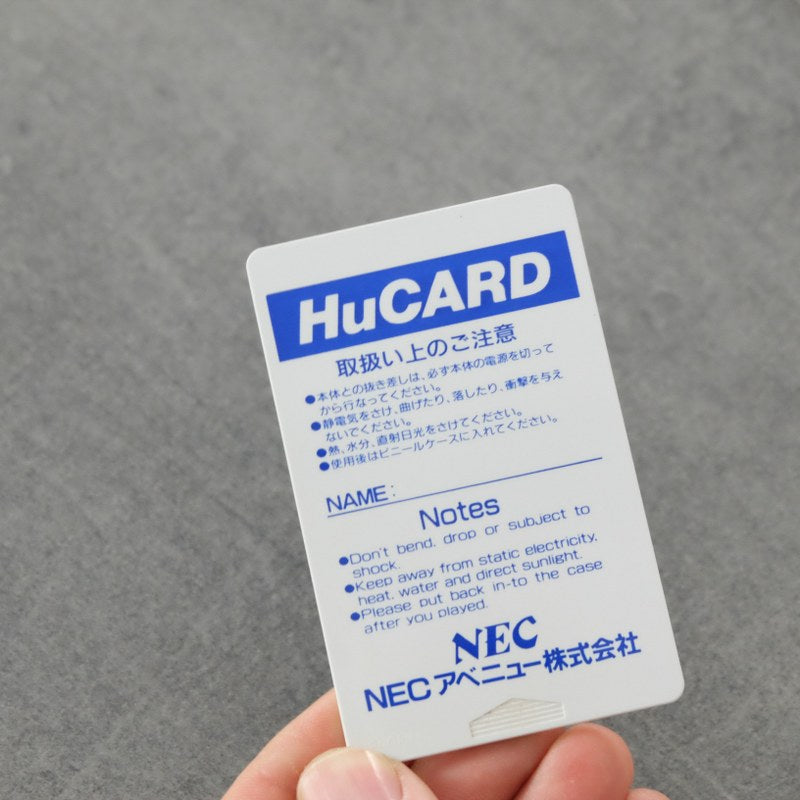 HuCARD
取扱い上のご注意
●本体との抜き差しは、必ず本体の電源を切って
から行なってください。
●静電気をさけ、曲げたり、落したり、衝撃を与え
ないでください。
●熱、水分、直射日光をさけてください。
●使用後はビニールケースに入れてください。
NAME:
Notes
●Don't bend, drop or subject to
shock.
●Keep away from static electricity,
heat, water and direct sunlight.
●Please put back in-to the case
after you played.
NEC
NECアベニュー株式会社